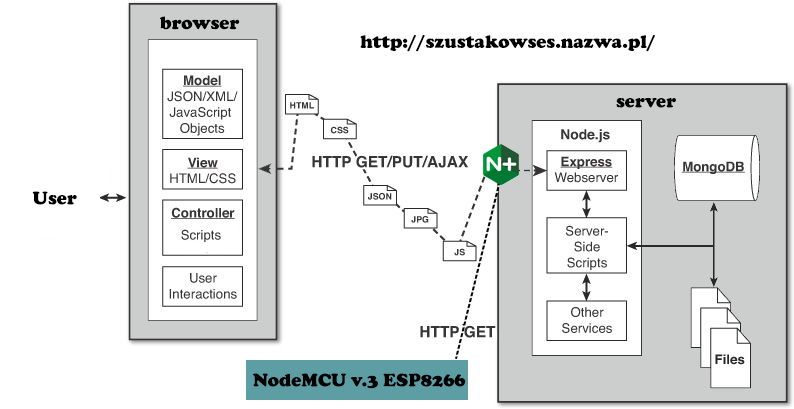 browser
http://szustakowses.nazwa.pl/
Model
JSON/XML/
JavaScript
Objects
View
HTML/CSS
Controller
Scripts
User
Interactions
User
HTML
CSS
HTTP GET/PUT/AJAX
JSON
JPG
JS
N+
HTTP GET
NodeMCU v.3 ESP8266
server
Node.js
Express
Webserver
Server-
Side
Scripts
Other
Services
MongoDB
Files